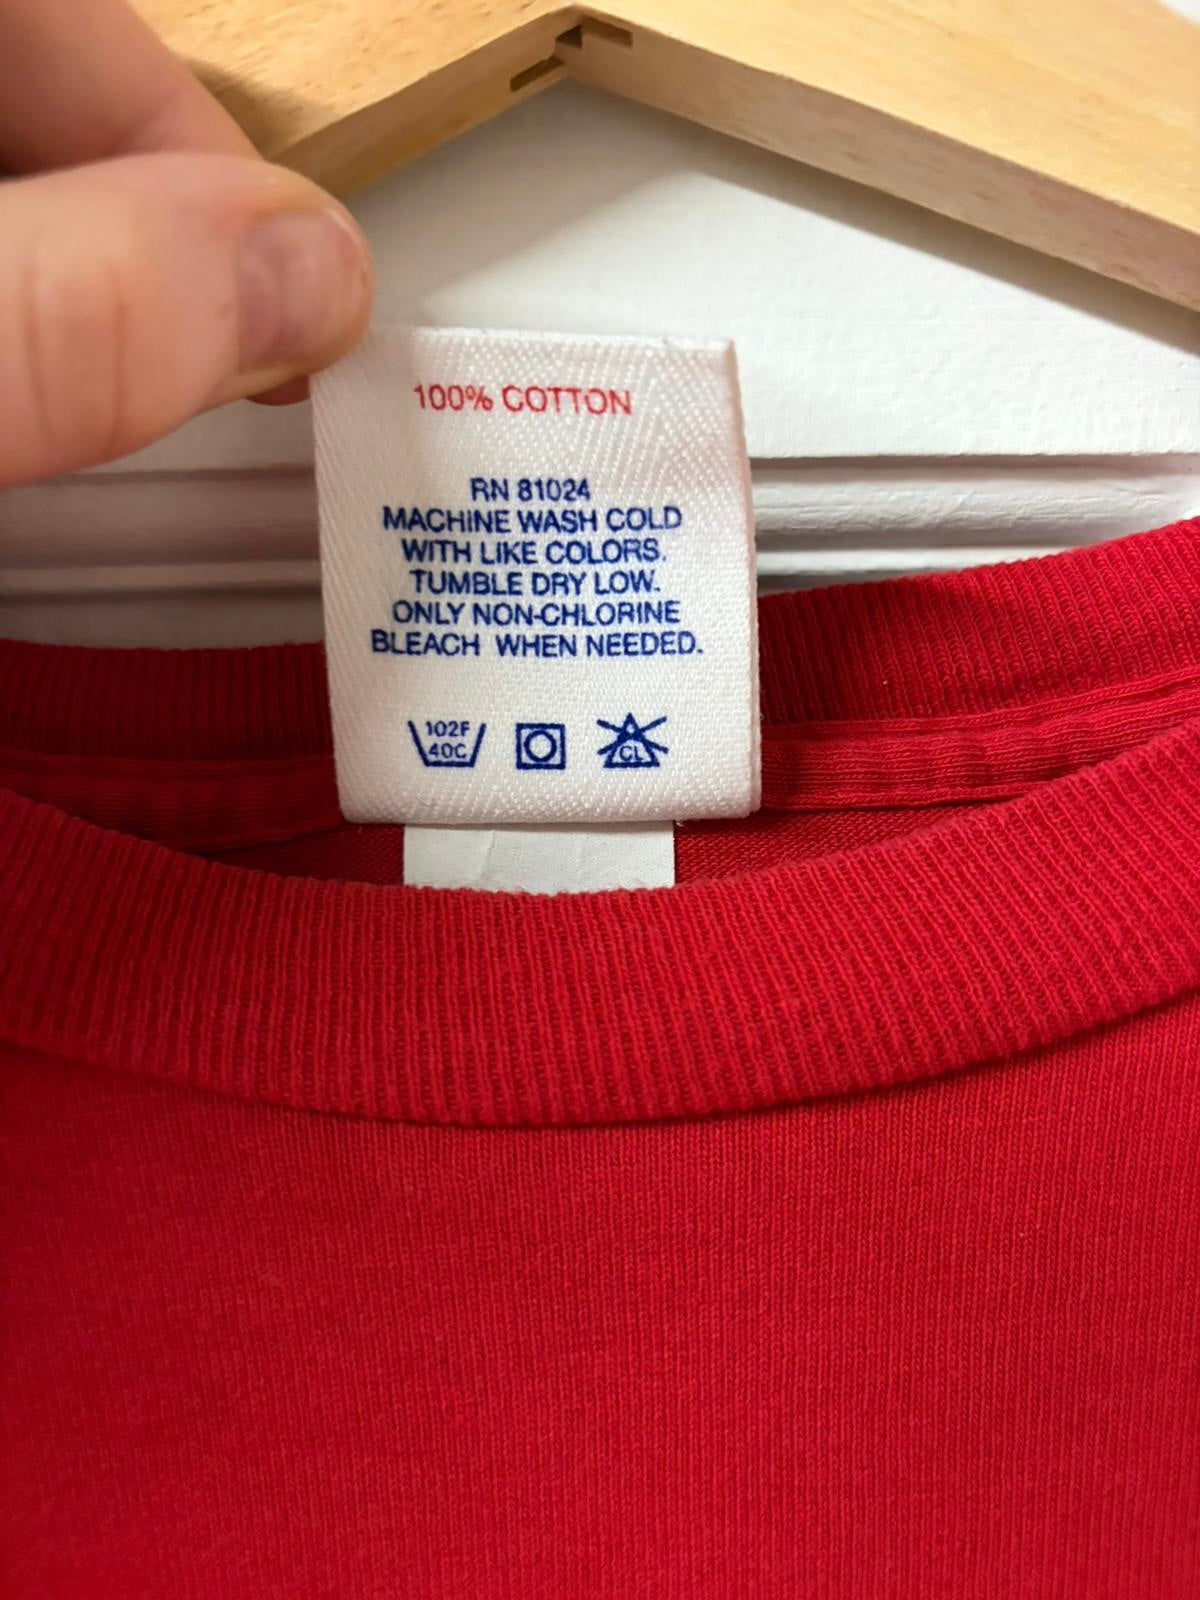 100% COTTON
RN 81024
MACHINE WASH COLD
WITH LIKE COLORS.
TUMBLE DRY LOW.
ONLY NON-CHLORINE
BLEACH WHEN NEEDED.
102F
40C
CL